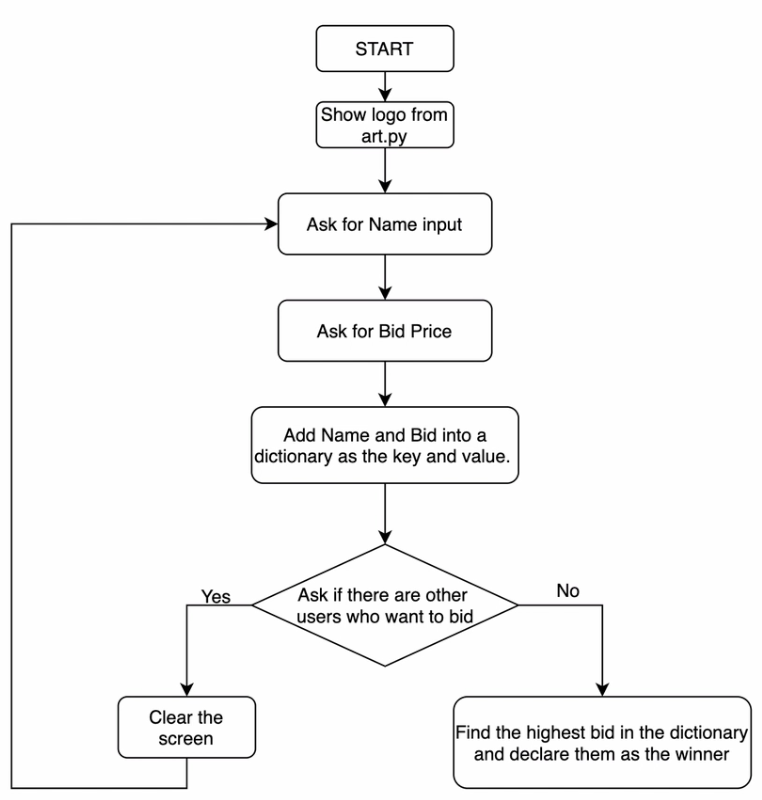 START
Show logo from
art.py
Ask for Name input
Ask for Bid Price
Add Name and Bid into a
dictionary as the key and value.
Ask if there are other
users who want to bid
Yes
No
Clear the
screen
Find the highest bid in the dictionary
and declare them as the winner